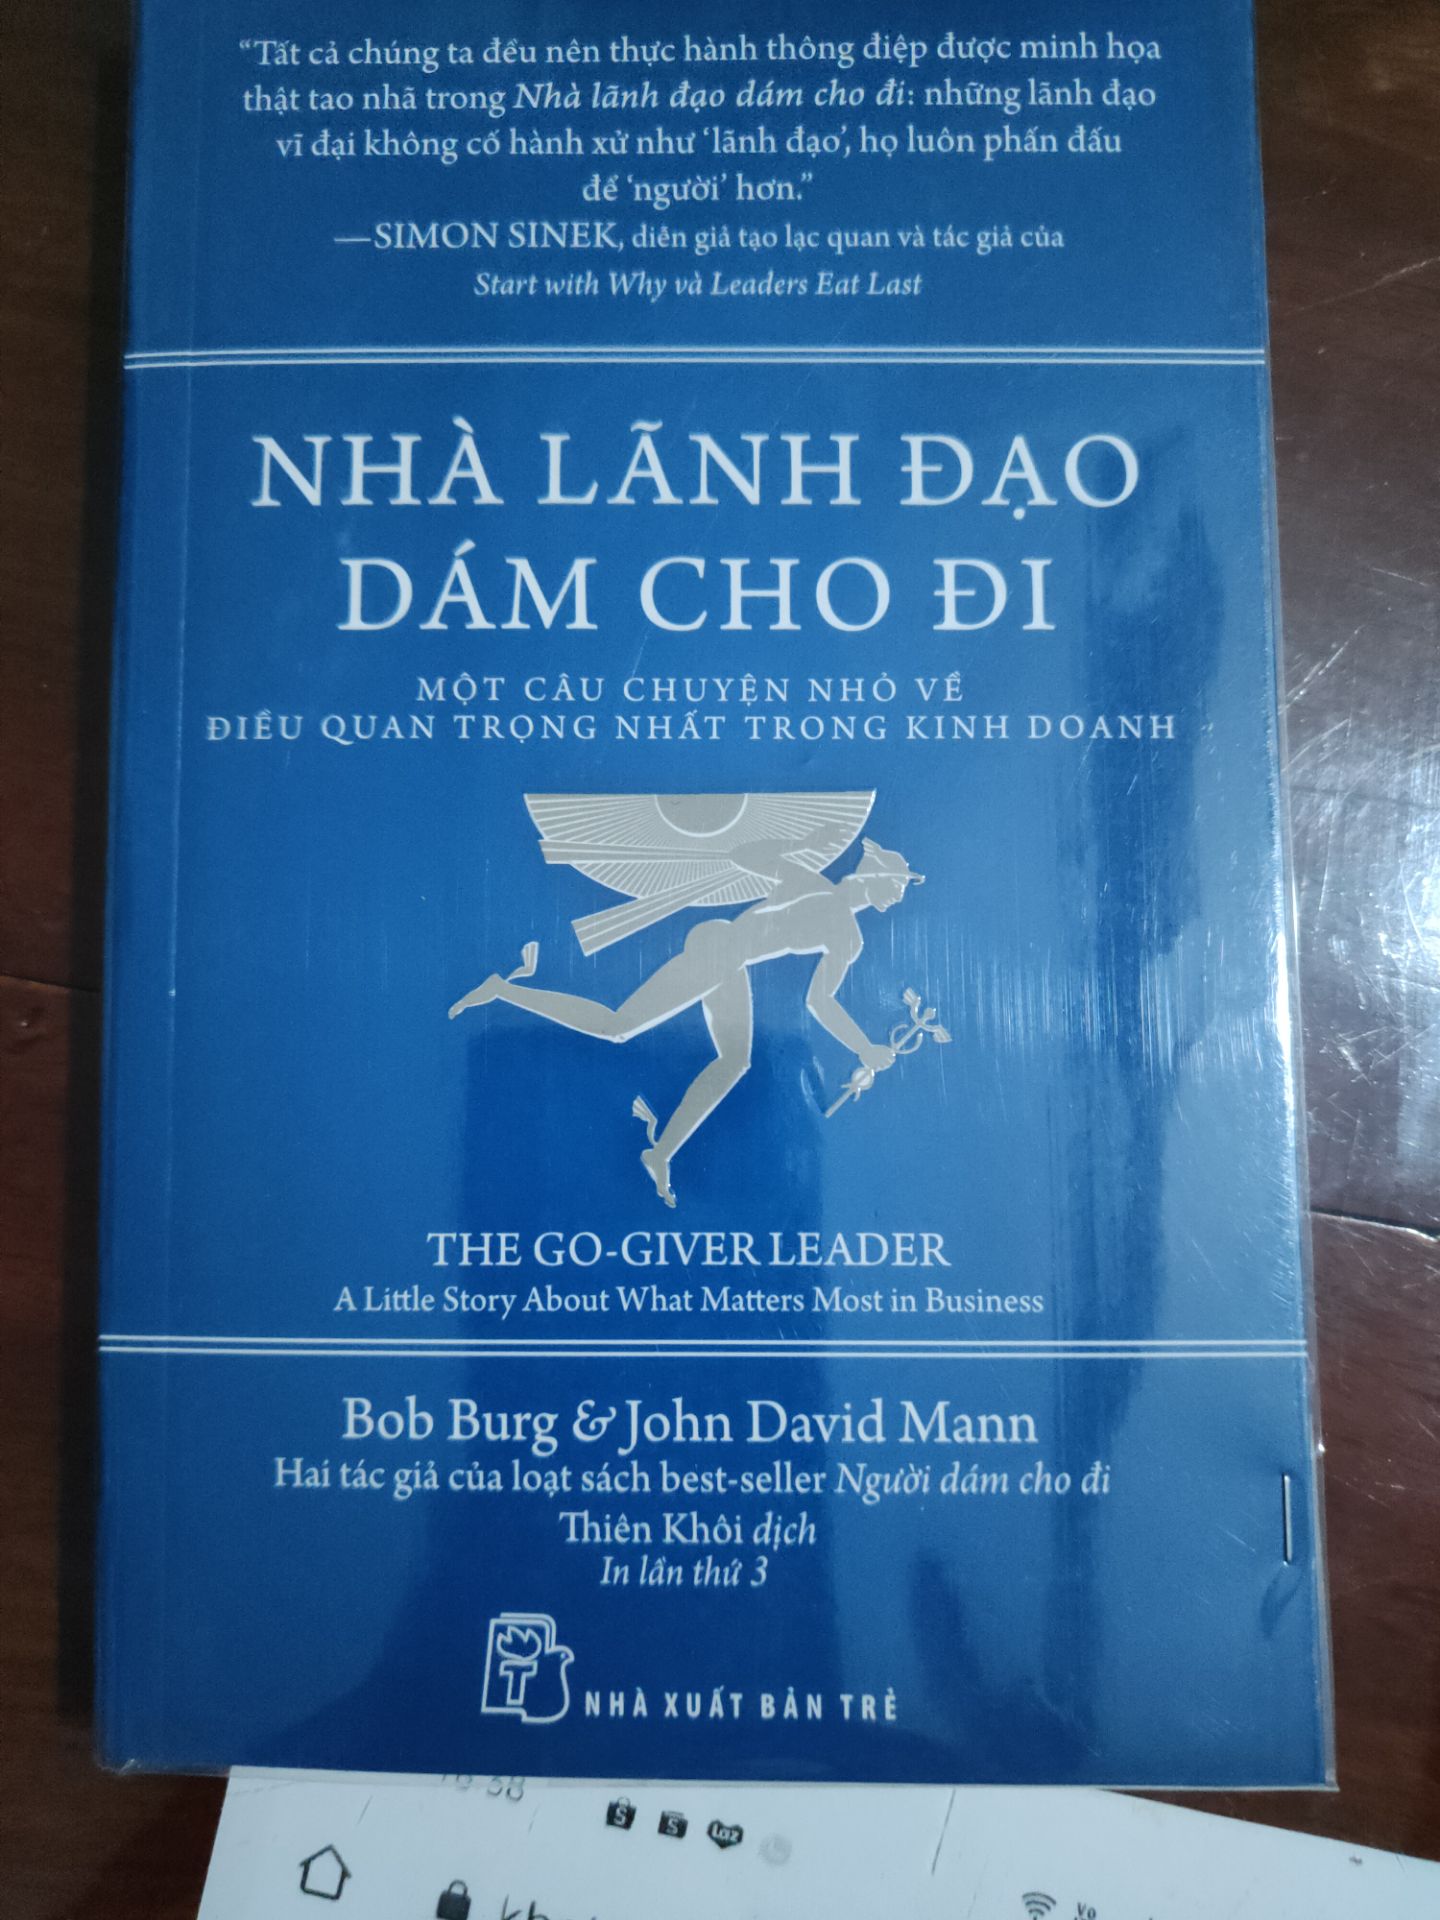 “Tất cả chúng ta đều nên thực hành thông điệp được minh họa
thật tao nhã trong Nhà lãnh đạo dám cho đi: những lãnh đạo
vĩ đại không cố hành xử như ‘lãnh đạo’, họ luôn phấn đấu
để ‘người’ hơn.”
—SIMON SINEK, diễn giả tạo lạc quan và tác giả của
Start with Why và Leaders Eat Last
NHÀ LÃNH ĐẠO
DÁM CHO ĐI
MỘT CÂU CHUYỆN NHỎ VỀ
ĐIỀU QUAN TRỌNG NHẤT TRONG KINH DOANH
THE GO-GIVER LEADER
A Little Story About What Matters Most in Business
Bob Burg & John David Mann
Hai tác giả của loạt sách best-seller Người dám cho đi
Thiên Khôi dịch
In lần thứ 3
T
NHÀ XUẤT BẢN TRẺ
S S Laz
Vo